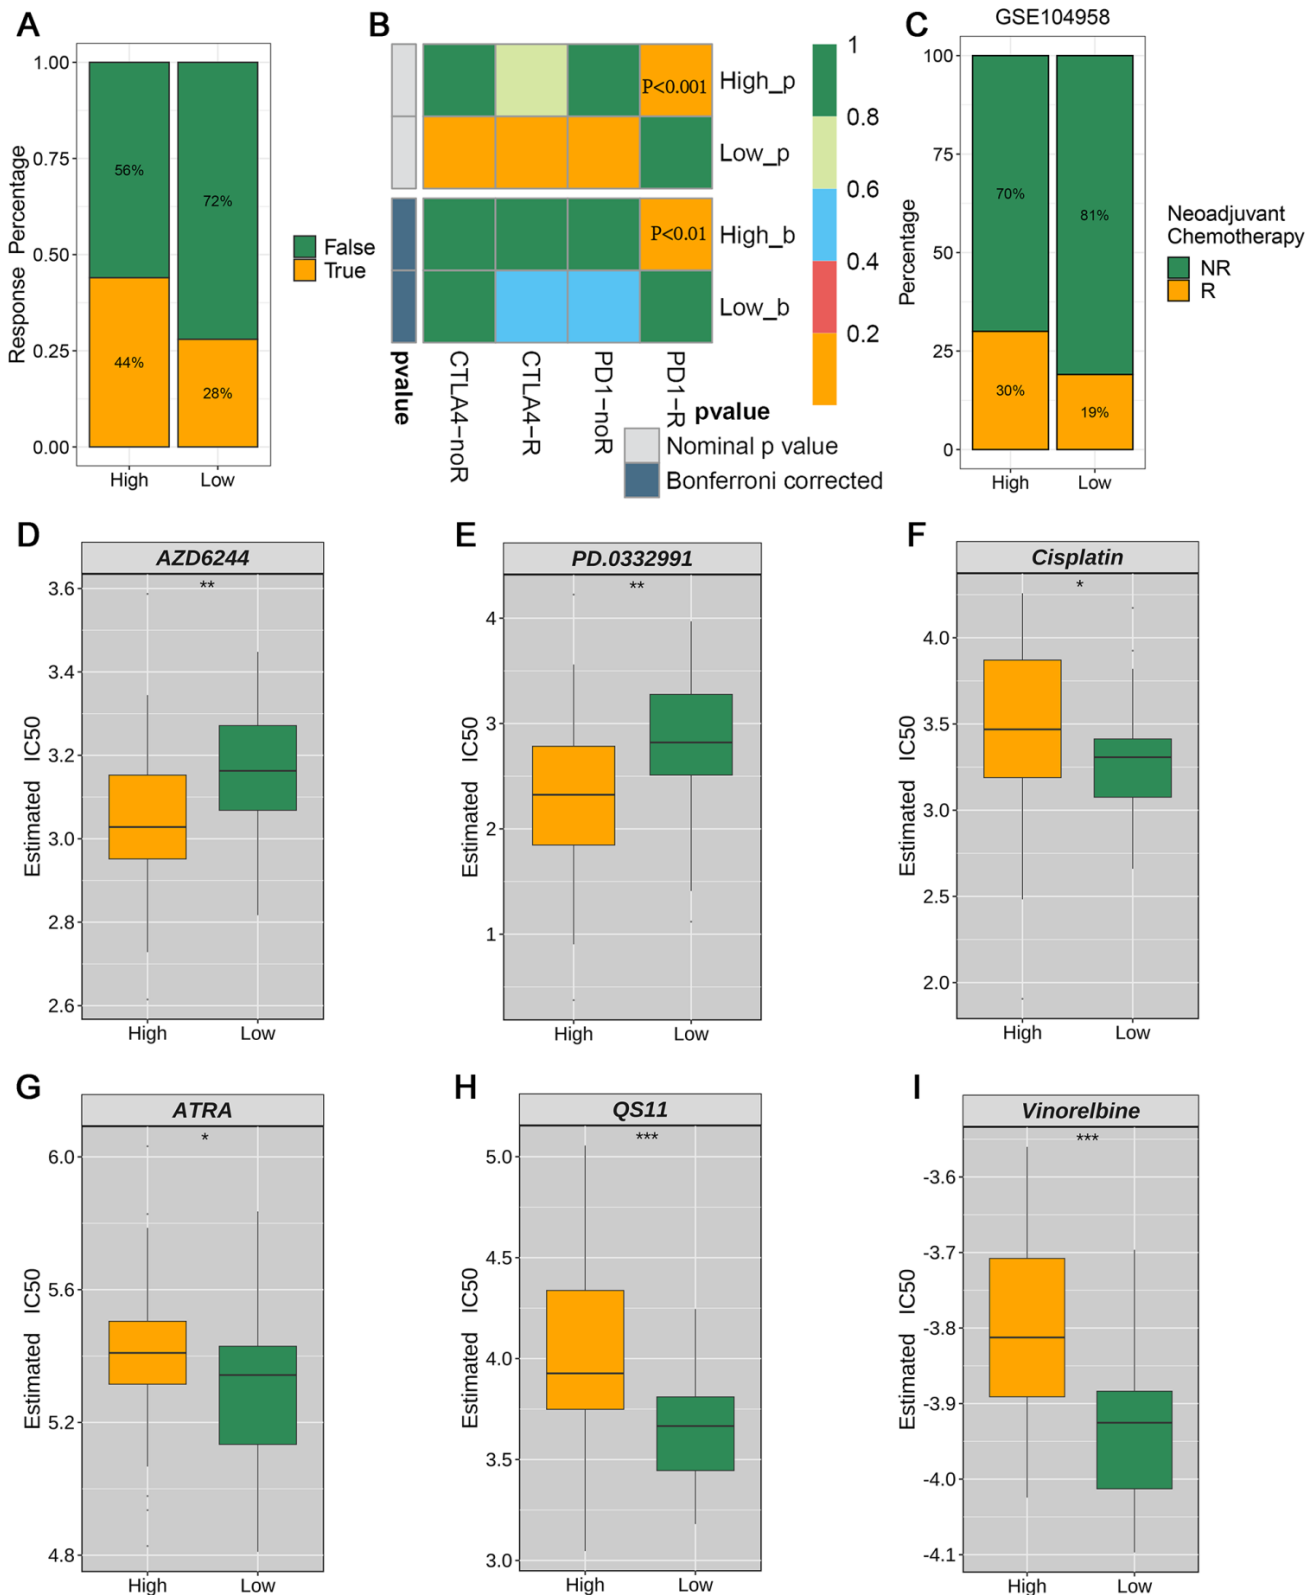 A
1.00
0.75
0.50
0.25
0.00
Response Percentage
56%
44%
72%
28%
High
Low
False
True
B
P<0.001
High_p
Low_p
P<0.01
High_b
Low_b
pvalue
CTLA4−noR
CTLA4−R
PD1−noR
PD1−R
1
0.8
0.6
0.4
0.2
pvalue
Nominal p value
Bonferroni corrected
C
GSE104958
100
75
50
25
0
Percentage
70%
30%
81%
19%
High
Low
Neoadjuvant
Chemotherapy
NR
R
D
AZD6244
**
3.6
3.4
3.2
3.0
2.8
2.6
Estimated IC50
High
Low
E
PD.0332991
**
4
3
2
1
Estimated IC50
High
Low
F
Cisplatin
*
4.0
3.5
3.0
2.5
2.0
Estimated IC50
High
Low
G
ATRA
*
6.0
5.6
5.2
4.8
Estimated IC50
High
Low
H
QS11
***
5.0
4.5
4.0
3.5
3.0
Estimated IC50
High
Low
I
Vinorelbine
***
-3.6
-3.7
-3.8
-3.9
-4.0
-4.1
Estimated IC50
High
Low